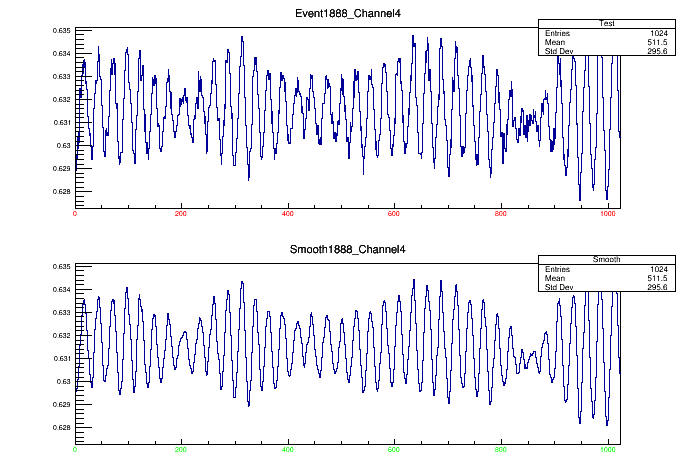 Event1888_Channel4
Test
Entries 1024
Mean 511.5
Std Dev 295.6
0.635
0.634
0.633
0.632
0.631
0.63
0.629
0.628
0 200 400 600 800 1000
Smooth1888_Channel4
Smooth
Entries 1024
Mean 511.5
Std Dev 295.6
0.635
0.634
0.633
0.632
0.631
0.63
0.629
0.628
0 200 400 600 800 1000